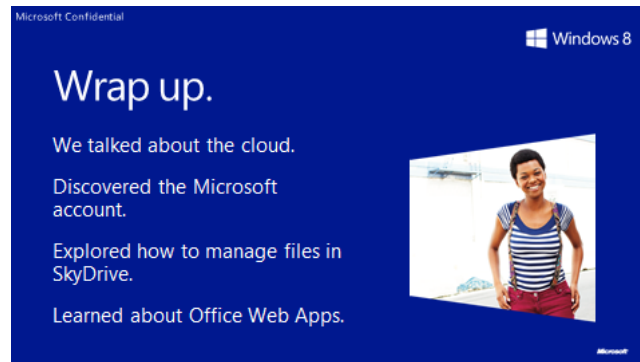 Microsoft Confidential
Windows 8
Wrap up.
We talked about the cloud.
Discovered the Microsoft
account.
Explored how to manage files in
SkyDrive.
Learned about Office Web Apps.
Microsoft